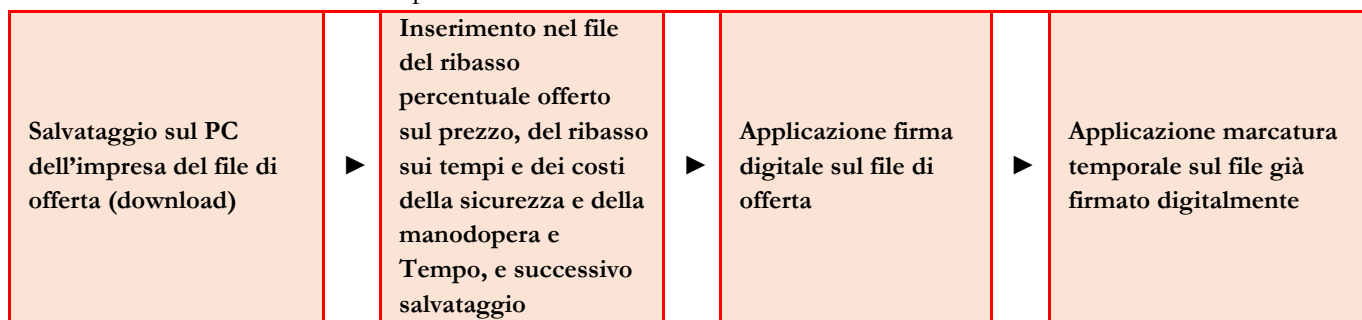 Salvataggio sul PC
dell’impresa del file di
offerta (download)
►
Inserimento nel file
del ribasso
percentuale offerto
sul prezzo, del ribasso
sui tempi e dei costi
della sicurezza e della
manodopera e
Tempo, e successivo
salvataggio
►
Applicazione firma
digitale sul file di
offerta
►
Applicazione marcatura
temporale sul file già
firmato digitalmente